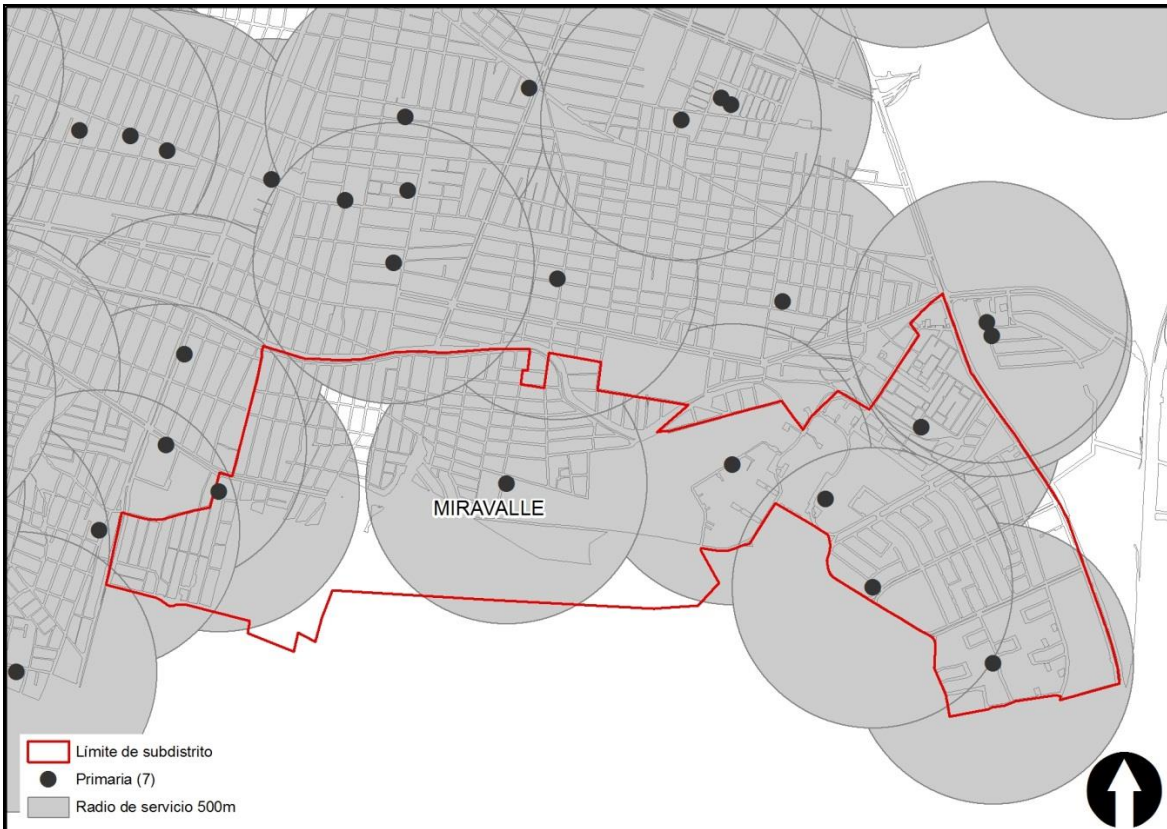 MIRAVALLE
Límite de subdistrito
Primaria (7)
Radio de servicio 500m